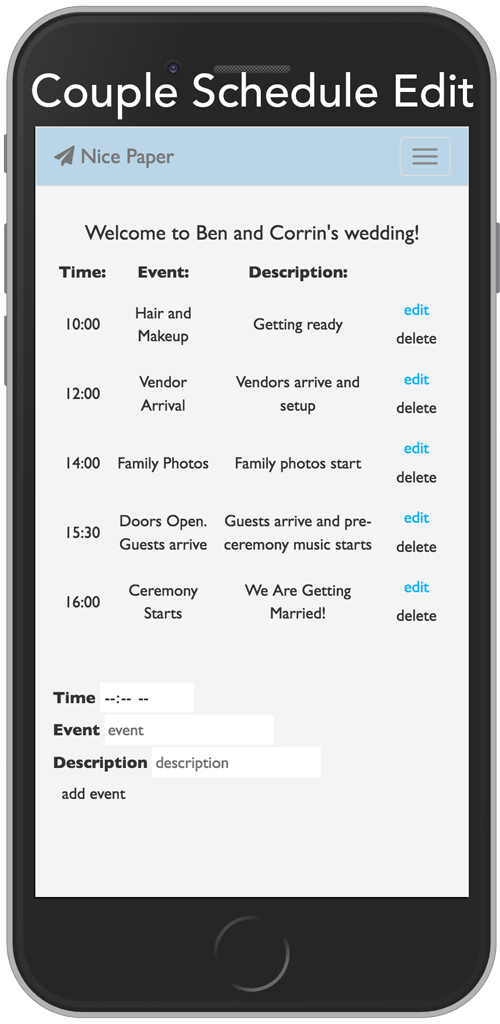 Couple Schedule Edit
Nice Paper
Welcome to Ben and Corrin's wedding!
Time: Event: Description:
10:00 Hair and Makeup Getting ready edit delete
12:00 Vendor Arrival Vendors arrive and setup edit delete
14:00 Family Photos Family photos start edit delete
15:30 Doors Open. Guests arrive Guests arrive and pre-ceremony music starts edit delete
16:00 Ceremony Starts We Are Getting Married! edit delete
Time --:-- --
Event event
Description description
add event